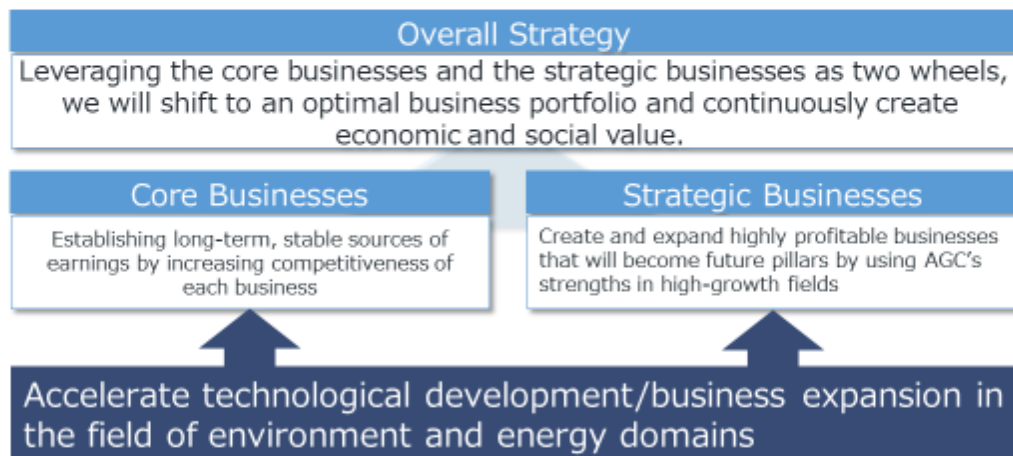 Overall Strategy
Leveraging the core businesses and the strategic businesses as two wheels,
we will shift to an optimal business portfolio and continuously create
economic and social value.
Core Businesses
Establishing long-term, stable sources of
earnings by increasing competitiveness of
each business
Strategic Businesses
Create and expand highly profitable businesses
that will become future pillars by using AGC's
strengths in high-growth fields
Accelerate technological development/business expansion in
the field of environment and energy domains